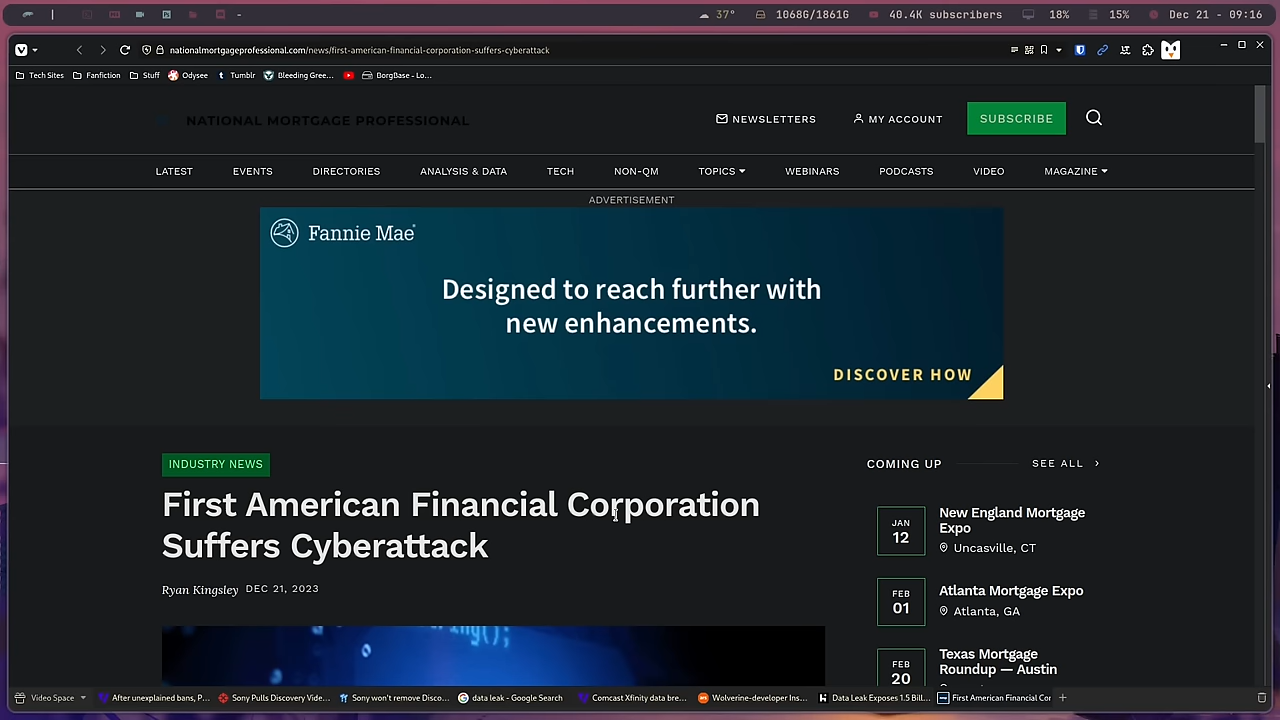 37°
1068G/1861G
40.4K subscribers
18%
15%
Dec 21 - 09:16
nationalmortgageprofessional.com/news/first-american-financial-corporation-suffers-cyberattack
Tech Sites
Fanfiction
Stuff
Odysee
Tumblr
Bleeding Gree...
BorgBase - Lo...
NATIONAL MORTGAGE PROFESSIONAL
NEWSLETTERS
MY ACCOUNT
SUBSCRIBE
LATEST
EVENTS
DIRECTORIES
ANALYSIS & DATA
TECH
NON-QM
TOPICS
WEBINARS
PODCASTS
VIDEO
MAGAZINE
ADVERTISEMENT
Fannie Mae
Designed to reach further with
new enhancements.
DISCOVER HOW
INDUSTRY NEWS
First American Financial Corporation
Suffers Cyberattack
Ryan Kingsley DEC 21, 2023
COMING UP
SEE ALL
JAN
12
New England Mortgage
Expo
Uncasville, CT
FEB
01
Atlanta Mortgage Expo
Atlanta, GA
FEB
20
Texas Mortgage
Roundup — Austin
Video Space
After unexplained bans, P...
Sony Pulls Discovery Vide...
Sony won't remove Disco...
data leak - Google Search
Comcast Xfinity data bre...
Wolverine-developer Ins...
Data Leak Exposes 1.5 Bill...
First American Financial Cor